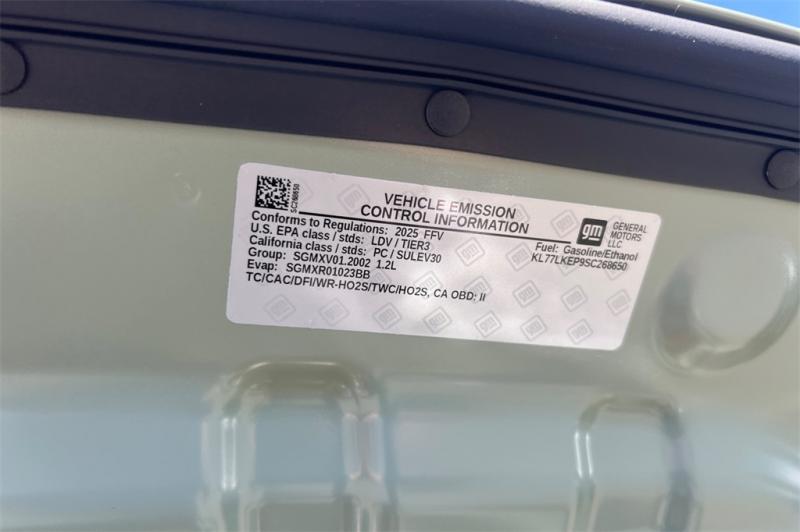 SC268650
VEHICLE EMISSION
CONTROL INFORMATION
gm
GENERAL
MOTORS
LLC
Conforms to Regulations: 2025 FFV
Fuel: Gasoline/Ethanol
U.S. EPA class / stds: LDV / TIER3
KL77LKEP9SC268650
California class / stds: PC / SULEV30
Group: SGMXV01.2002 1.2L
Evap: SGMXR01023BB
TC/CAC/DFI/WR-HO2S/TWC/HO2S, CA OBD: II